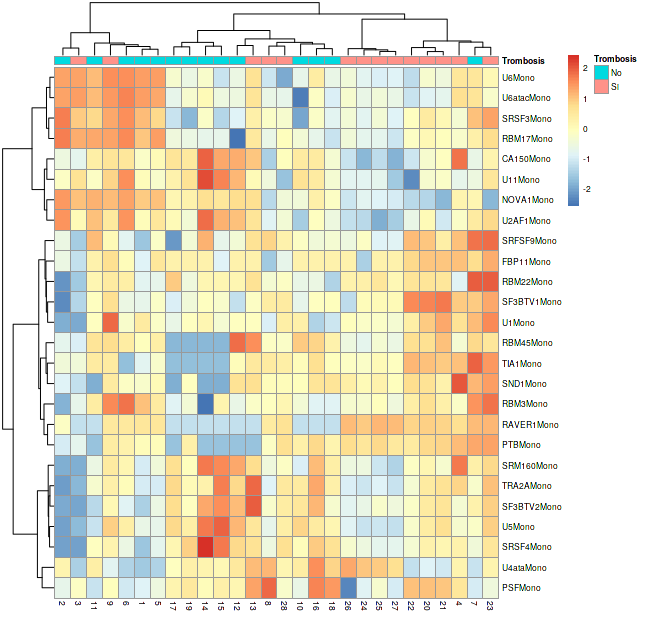 Trombosis
U6Mono
U6atacMono
SRSF3Mono
RBM17Mono
CA150Mono
U11Mono
NOVA1Mono
U2AF1Mono
SRFSF9Mono
FBP11Mono
RBM22Mono
SF3BTV1Mono
U1Mono
RBM45Mono
TIA1Mono
SND1Mono
RBM3Mono
RAVER1Mono
PTBMono
SRM160Mono
TRA2AMono
SF3BTV2Mono
U5Mono
SRSF4Mono
U4ataMono
PSFMono
2 3 11 9 6 1 5 17 19 14 15 12 13 8 28 10 16 18 26 24 25 27 22 20 21 4 7 23
2
1
0
-1
-2
Trombosis
No
SI